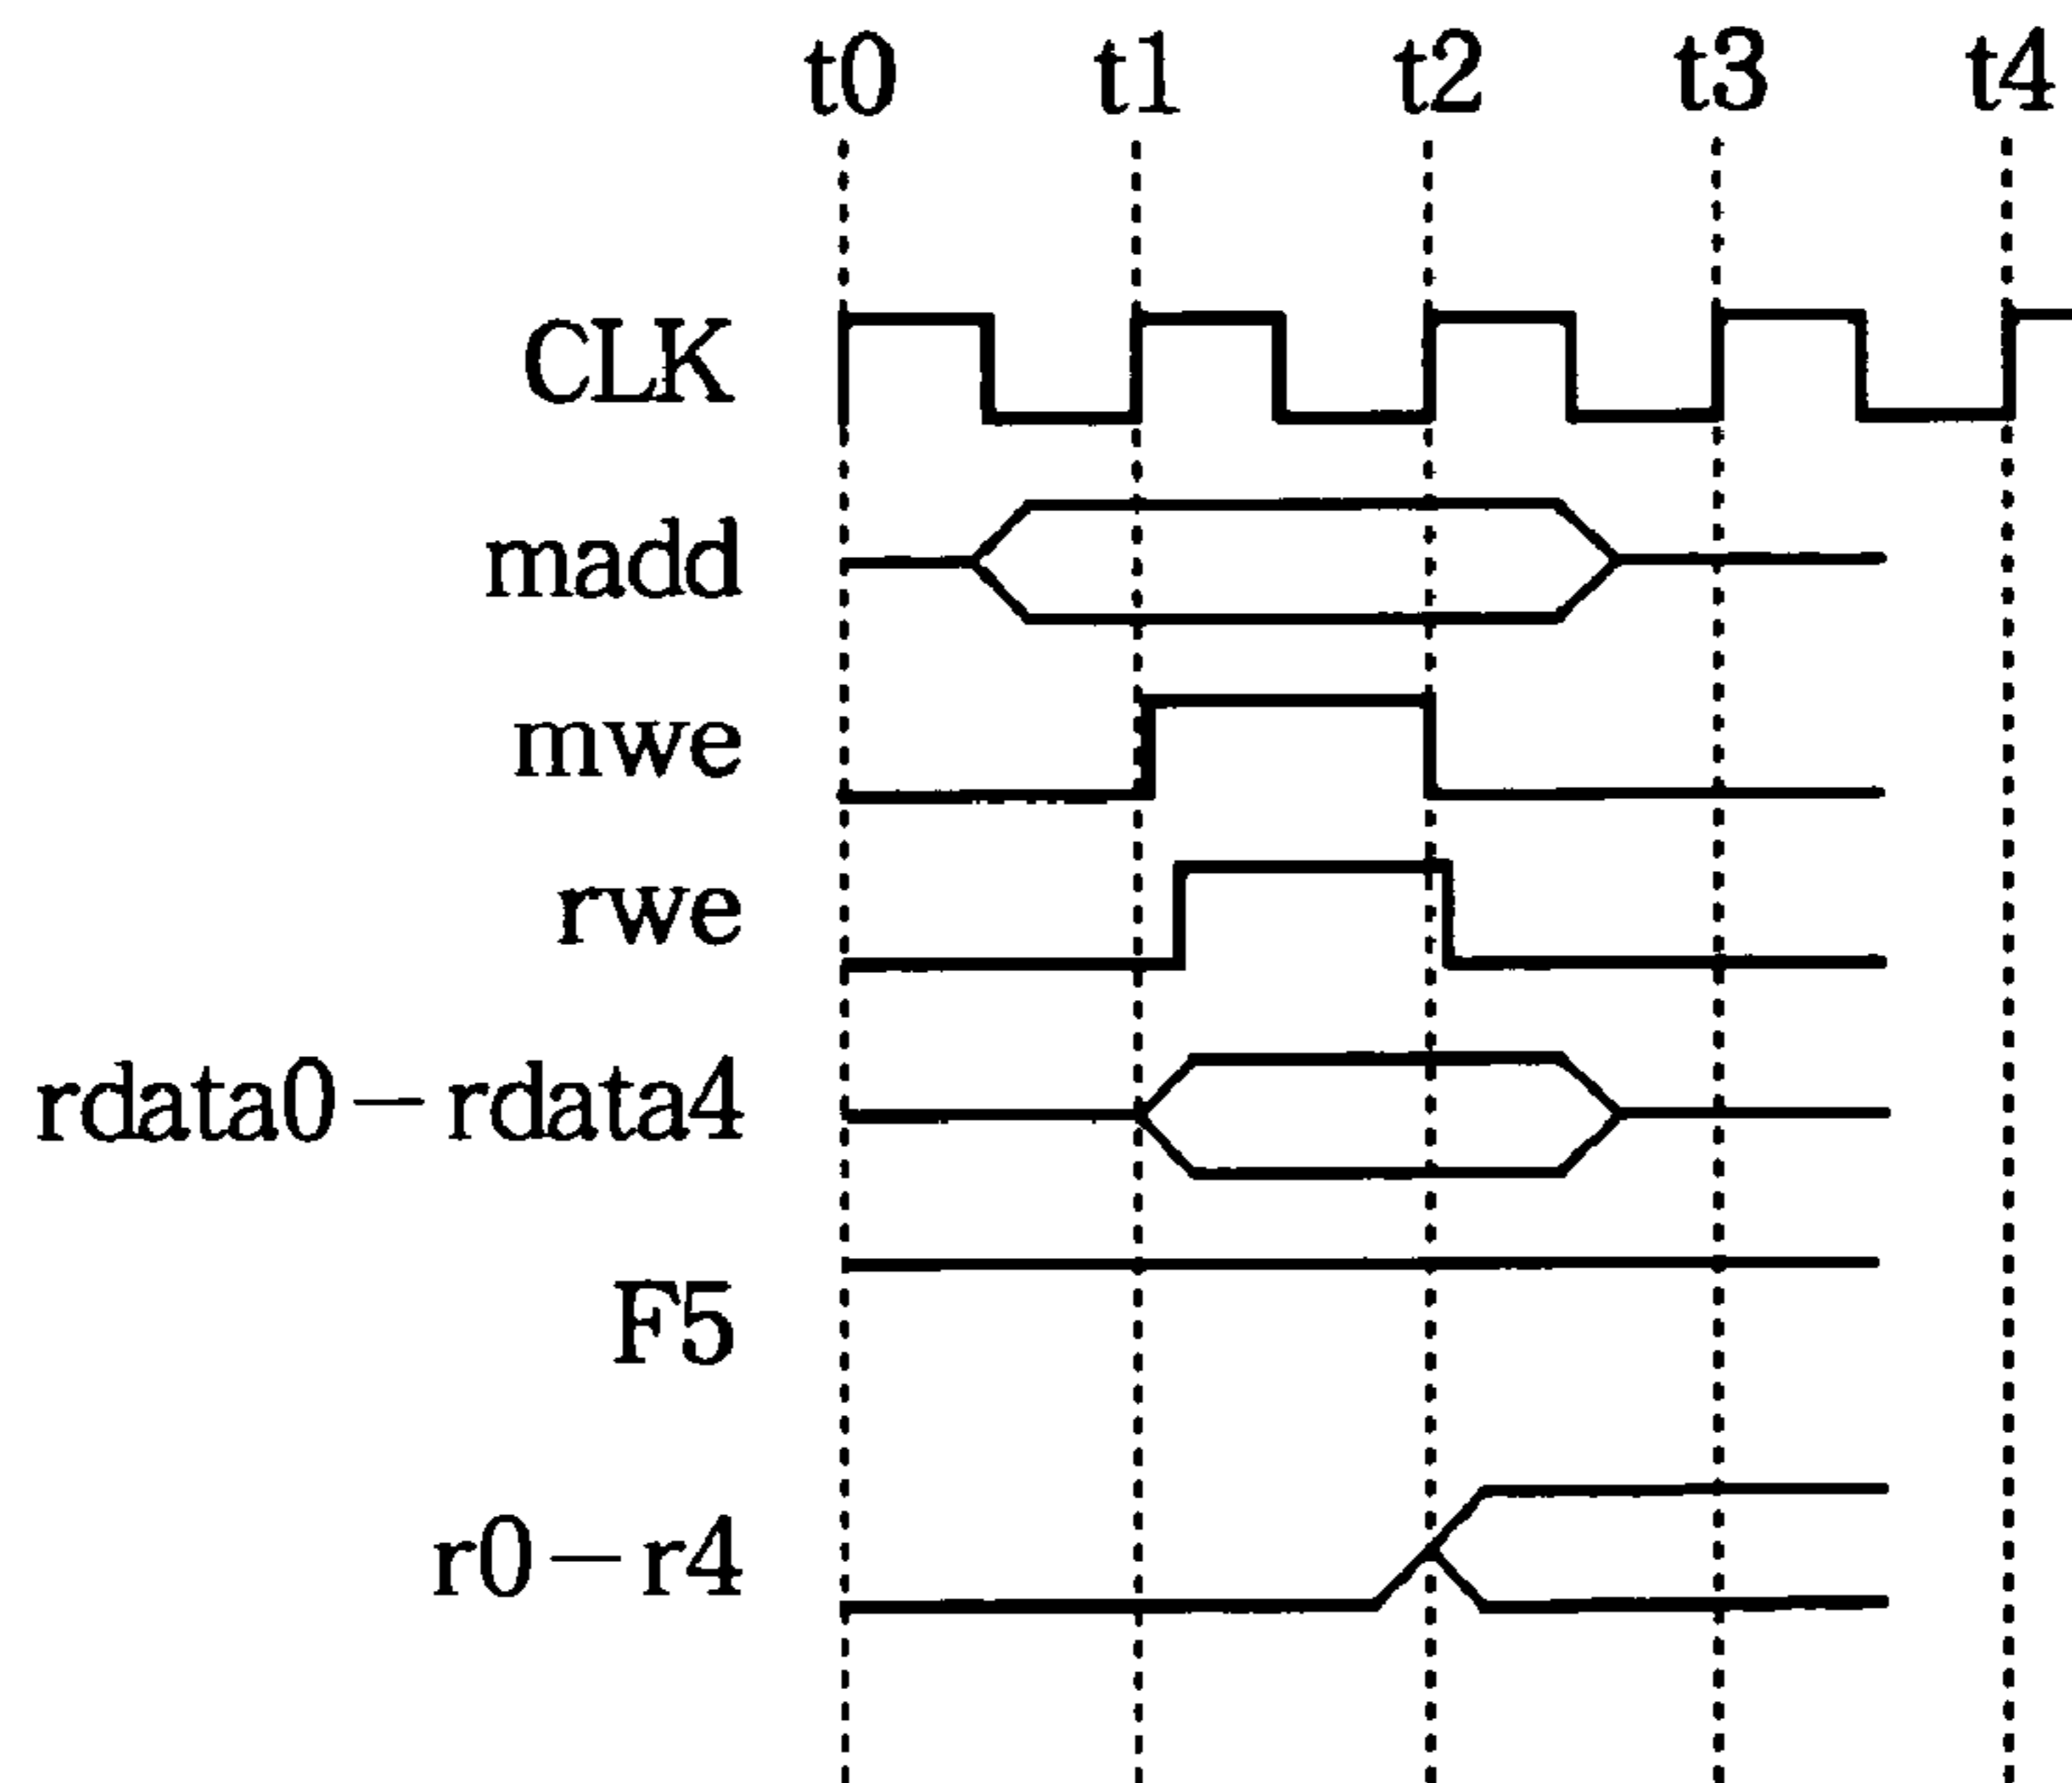 t0 t1 t2 t3 t4
CLK
madd
mwe
rwe
rdata0－rdata4
F5
r0－r4